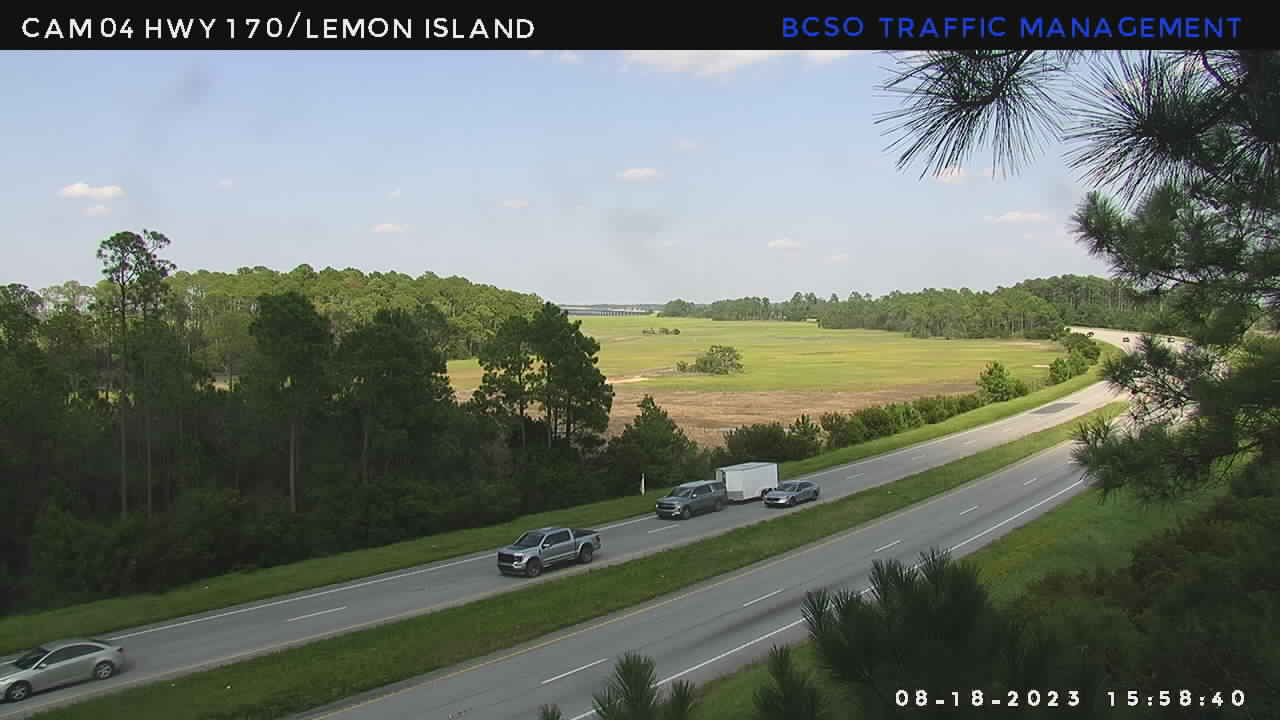 CAM04 HWY 170/LEMON ISLAND
BCSO TRAFFIC MANAGEMENT
08-18-2023 15:58:40